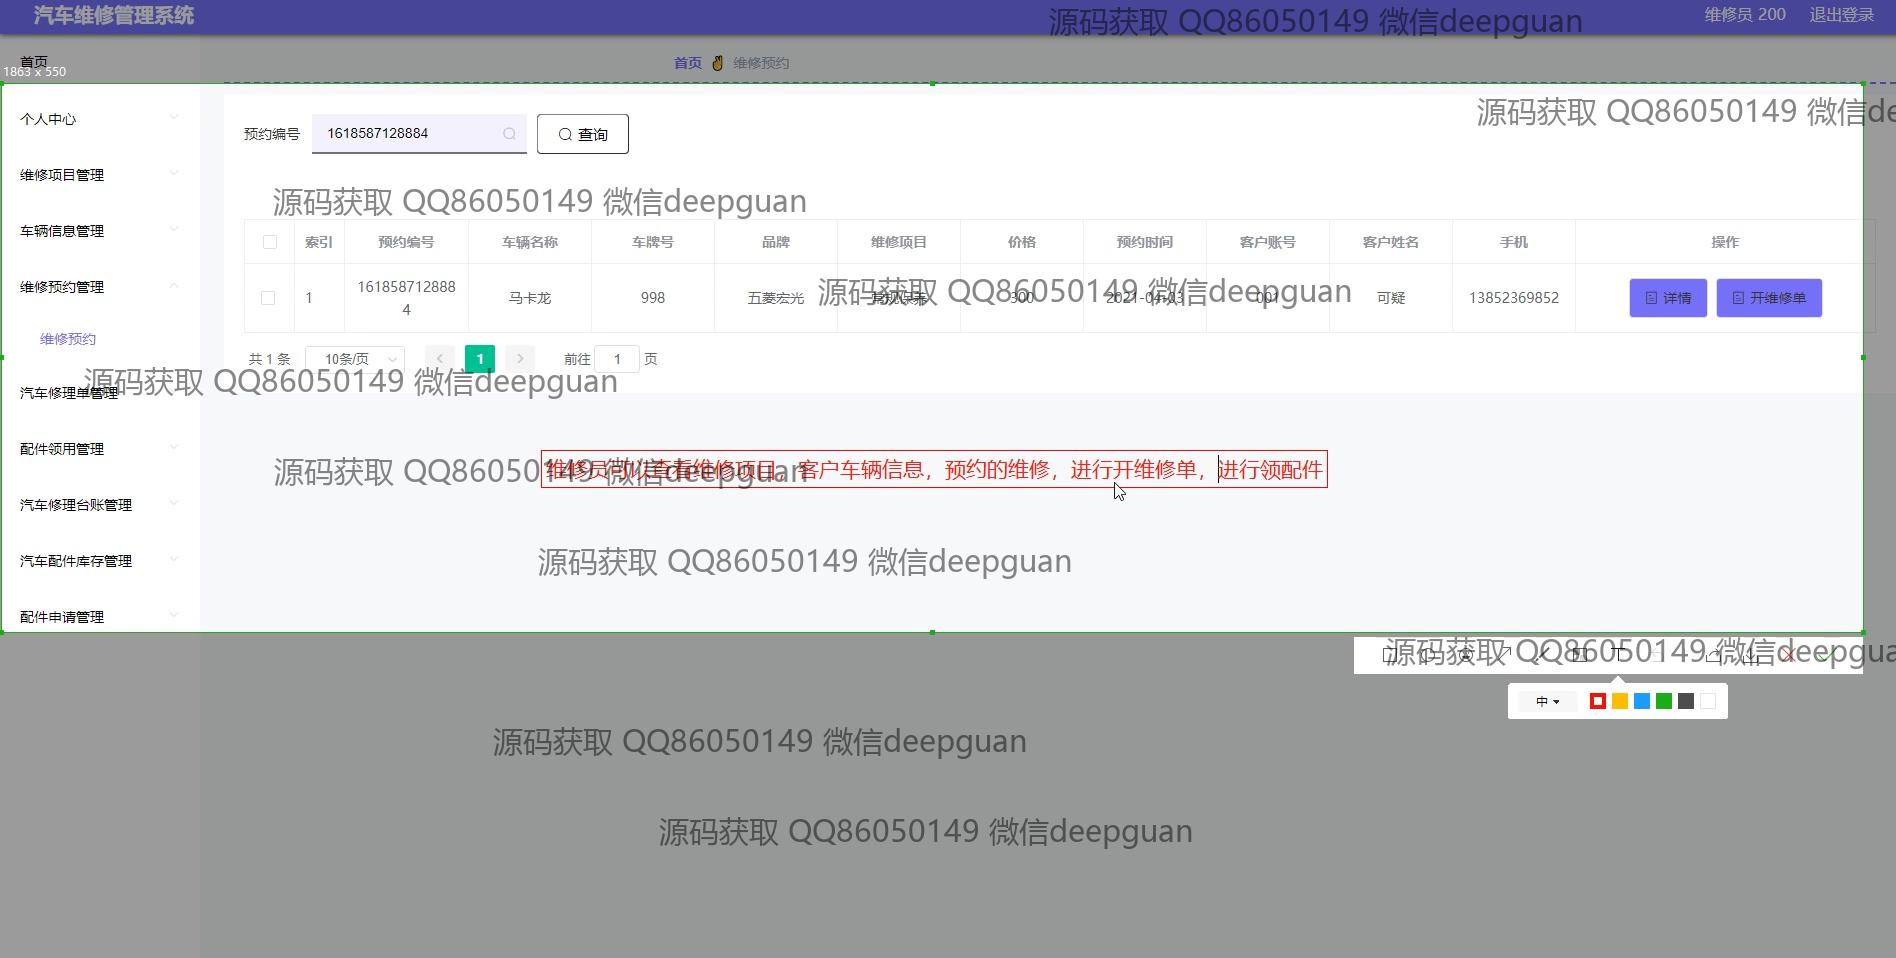 汽车维修管理系统
源码获取 QQ86050149 微信deepguan
维修员 200
退出登录
首页
1863 x 550
首页 维修预约
个人中心
维修项目管理
车辆信息管理
维修预约管理
维修预约
汽车修理单管理
配件领用管理
汽车修理台账管理
汽车配件库存管理
配件申请管理
源码获取 QQ86050149 微信de
预约编号 1618587128884 查询
源码获取 QQ86050149 微信deepguan
索引 预约编号 车辆名称 车牌号 品牌 维修项目 价格 预约时间 客户账号 客户姓名 手机 操作
1 1618587128884 马卡龙 998 五菱宏光 常规保养 300 2021-04-03 001 可疑 13852369852 详情 开维修单
源码获取 QQ86050149 微信deepguan
共 1 条 10条/页 1 前往 1 页
源码获取 QQ86050149 微信deepguan
维修员可以查看维修项目，客户车辆信息，预约的维修，进行开维修单，进行领配件
源码获取 QQ86050149 微信deepguan
源码获取 QQ86050149 微信deepguan
源码获取 QQ86050149 微信deepgua
中
源码获取 QQ86050149 微信deepguan
源码获取 QQ86050149 微信deepguan